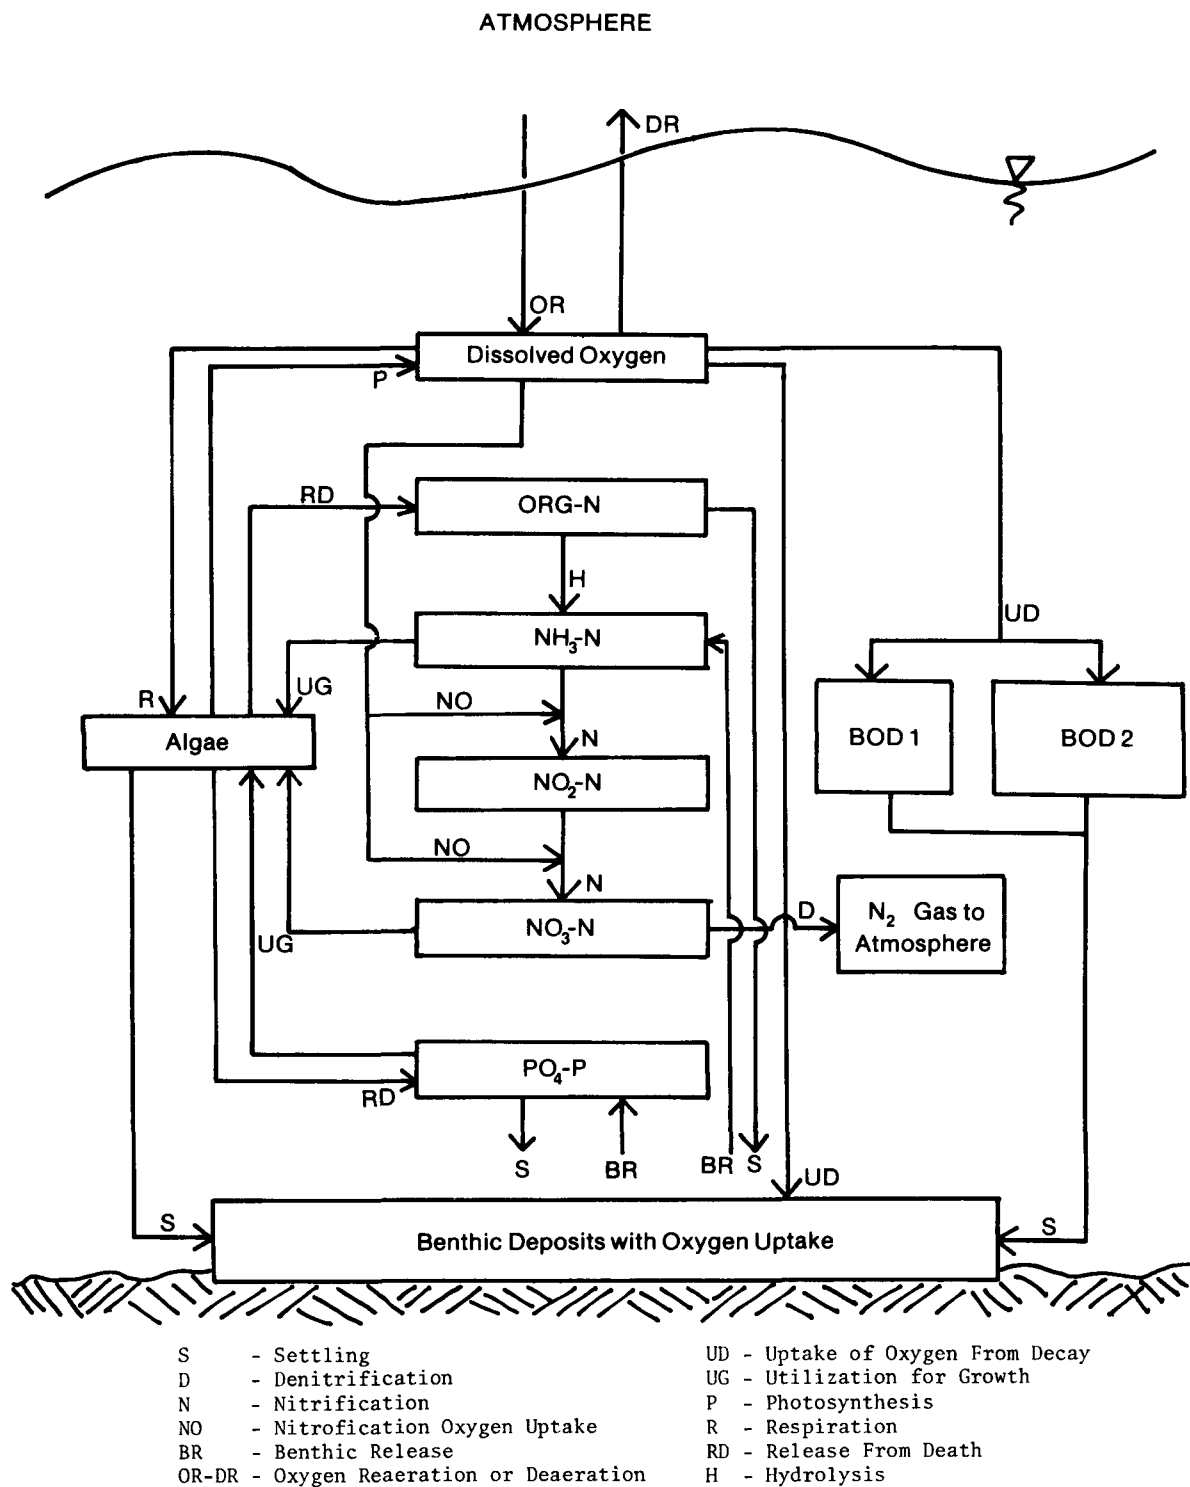 ATMOSPHERE
DR
OR
Dissolved Oxygen
P
RD
ORG-N
H
UD
NH₃-N
UG
R
NO
N
Algae
BOD 1
BOD 2
NO₂-N
NO
N
N₂ Gas to
Atmosphere
D
NO₃-N
UG
PO₄-P
RD
S
BR
BR
S
UD
S
S
Benthic Deposits with Oxygen Uptake
S - Settling
D - Denitrification
N - Nitrification
NO - Nitrofication Oxygen Uptake
BR - Benthic Release
OR-DR - Oxygen Reaeration or Deaeration
UD - Uptake of Oxygen From Decay
UG - Utilization for Growth
P - Photosynthesis
R - Respiration
RD - Release From Death
H - Hydrolysis